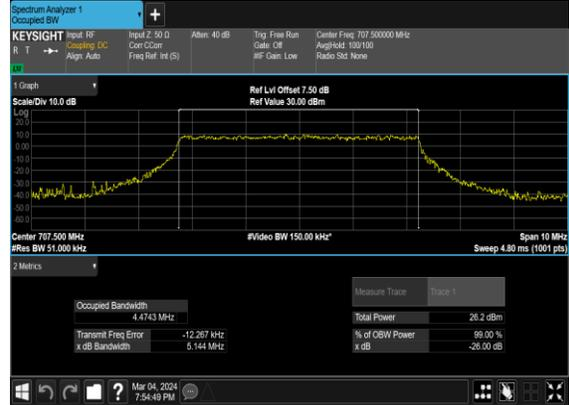 Spectrum Analyzer 1
Occupied BW
KEYSIGHT
R T
Input: RF
Coupling: DC
Align: Auto
Input Z: 50 Ω
Corr CCorr
Freq Ref: Int (S)
Atten: 40 dB
Trig: Free Run
Gate: Off
#IF Gain: Low
Center Freq: 707.500000 MHz
Avg|Hold: 100/100
Radio Std: None
1 Graph
Scale/Div 10.0 dB
Ref Lvl Offset 7.50 dB
Ref Value 30.00 dBm
Log
20.0
10.0
0.00
-10.0
-20.0
-30.0
-40.0
-50.0
-60.0
Center 707.500 MHz
#Res BW 51.000 kHz
#Video BW 150.00 kHz*
Span 10 MHz
Sweep 4.80 ms (1001 pts)
2 Metrics
Measure Trace
Trace 1
Occupied Bandwidth
4.4743 MHz
Total Power
26.2 dBm
Transmit Freq Error
-12.267 kHz
% of OBW Power
99.00 %
x dB Bandwidth
5.144 MHz
x dB
-26.00 dB
?
Mar 04, 2024
7:54:49 PM